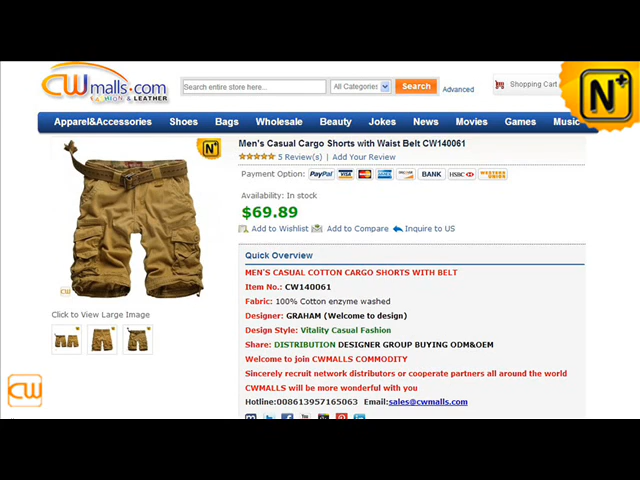 CWmalls.com
FASHION & LEATHER
Search entire store here...
All Categories
Search
Advanced
Shopping Cart
N+
Apparel&Accessories Shoes Bags Wholesale Beauty Jokes News Movies Games Music
N+
Men's Casual Cargo Shorts with Waist Belt CW140061
5 Review(s) | Add Your Review
Payment Option: PayPal VISA BANK HSBC WESTERN UNION
Availability: In stock
$69.89
Add to Wishlist Add to Compare Inquire to US
Quick Overview
MEN'S CASUAL COTTON CARGO SHORTS WITH BELT
Item No.: CW140061
Fabric: 100% Cotton enzyme washed
Designer: GRAHAM (Welcome to design)
Design Style: Vitality Casual Fashion
Share: DISTRIBUTION DESIGNER GROUP BUYING ODM&OEM
Welcome to join CWMALLS COMMODITY
Sincerely recruit network distributors or cooperate partners all around the world
CWMALLS will be more wonderful with you
Hotline:008613957165063 Email:sales@cwmalls.com
CW
Click to View Large Image
CW